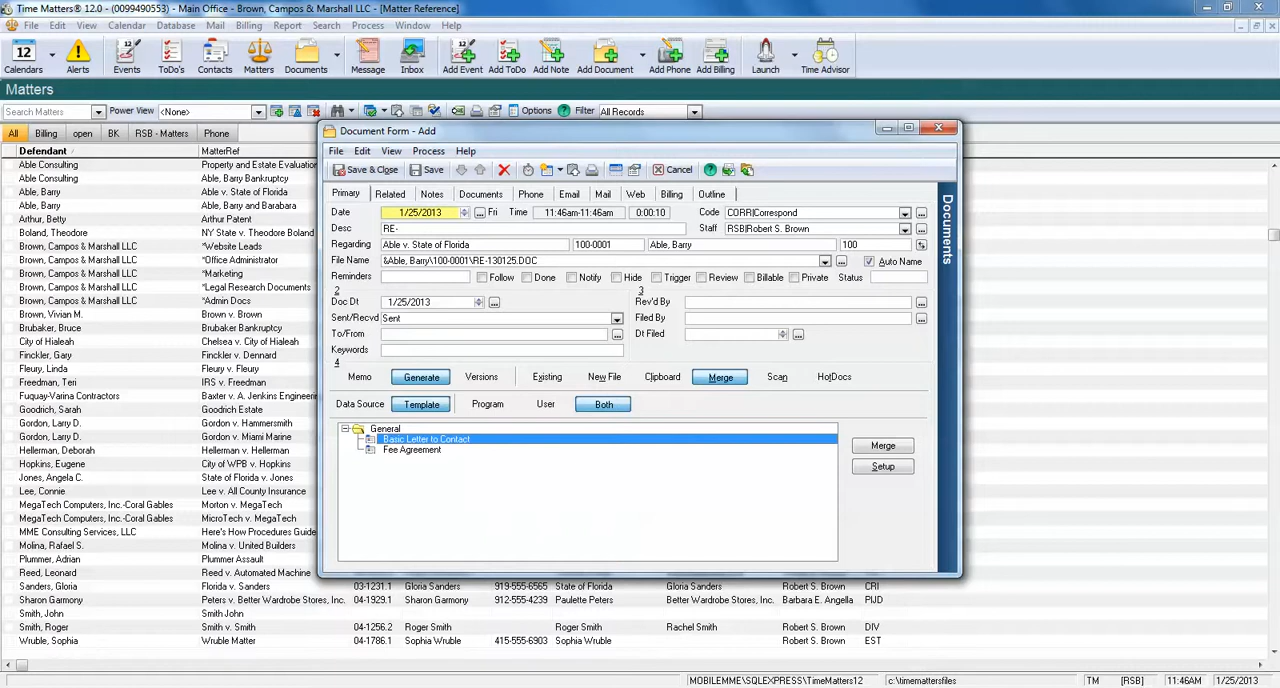 Time Matters® 12.0 - (0099490553) - Main Office - Brown, Campos & Marshall LLC - [Matter Reference]
File Edit View Calendar Database Mail Billing Report Search Process Window Help
12
Calendars Alerts Events ToDo's Contacts Matters Documents Message Inbox Add Event Add ToDo Add Note Add Document Add Phone Add Billing Launch Time Advisor
Matters
Search Matters Power View <None> Options Filter All Records
All Billing open BK RSB - Matters Phone
Defendant MatterRef
Able Consulting Property and Estate Evaluation
Able Consulting Able, Barry Bankruptcy
Able, Barry Able v. State of Florida
Able, Barry Able, Barry and Barbara
Arthur, Betty Arthur Patent
Boland, Theodore State of NY v. Theodore Boland
Brown, Campos & Marshall LLC *Website Leads
Brown, Campos & Marshall LLC *Office Administrator
Brown, Campos & Marshall LLC *Marketing
Brown, Campos & Marshall LLC *Legal Research Documents
Brown, Campos & Marshall LLC *Admin Docs
Brown, Vivian M. Brown v. Brown
Brubaker, Bruce Brubaker Bankruptcy
City of Hialeah Chelsea v. City of Hialeah
Finckler, Gary Finckler v. Dennard
Fleury, Linda Fleury v. Fleury
Freedman, Teri IRS v. Freedman
Fuquay-Varina Contractors Baxter v. A. Jenkins Engineering
Goodrich, Sarah Goodrich Estate
Gordon, Larry D. Gordon v. Hammersmith
Gordon, Larry D. Gordon v. Miami Marine
Hellerman, Deborah Hellerman v. Hellerman
Hopkins, Eugene City of WPB v. Hopkins
Jones, Angela C. State of Florida v. Jones
Lee, Connie Lee v. All County Insurance
MegaTech Computers, Inc.-Coral Gables Morton v. MegaTech
MegaTech Computers, Inc.-Coral Gables MicroTech v. MegaTech
MME Consulting Services, LLC Here's How Procedures Guide
Molina, Rafael S. Molina v. United Builders
Plummer, Adrian Plummer Assault
Reed, Leonard Reed v. Automated Machine
Sanders, Gloria Florida v. Sanders 03-1231.1 Gloria Sanders 919-555-6565 State of Florida Gloria Sanders Robert S. Brown CRI
Sharon Garmony Peters v. Better Wardrobe Stores, Inc. 04-1929.1 Sharon Garmony 912-555-4239 Paulette Peters Better Wardrobe Stores, Inc. Barbara E. Angella PIJD
Smith, John Smith John
Smith, Roger Smith v. Smith 04-1256.2 Roger Smith Roger Smith Rachel Smith Robert S. Brown DIV
Wruble, Sophia Wruble Matter 04-1786.1 Sophia Wruble 415-555-6903 Sophia Wruble Robert S. Brown EST
Document Form - Add
File Edit View Process Help
Save & Close Save Cancel
Primary Related Notes Documents Phone Email Mail Web Billing Outline
Date 1/25/2013 ... Fri Time 11:46am-11:46am 0:00:10 Code CORR|Correspond ...
Desc RE- Staff RSB|Robert S. Brown ...
Regarding Able v. State of Florida 100-0001 Able, Barry 100
File Name &Able, Barry\100-0001\RE-130125.DOC ... Auto Name
Reminders Follow Done Notify Hide Trigger Review Billable Private Status
2 3
Doc Dt 1/25/2013 ... Rev'd By ...
Sent/Recvd Sent Filed By ...
To/From ... Dt Filed ...
Keywords
4
Memo Generate Versions Existing New File Clipboard Merge Scan HotDocs
Data Source Template Program User Both
General
Basic Letter to Contact
Fee Agreement
Merge
Setup
Documents
MOBILEMME\SQLEXPRESS\TimeMatters12 c:\timemattersfiles TM [RSB] 11:46AM 1/25/2013